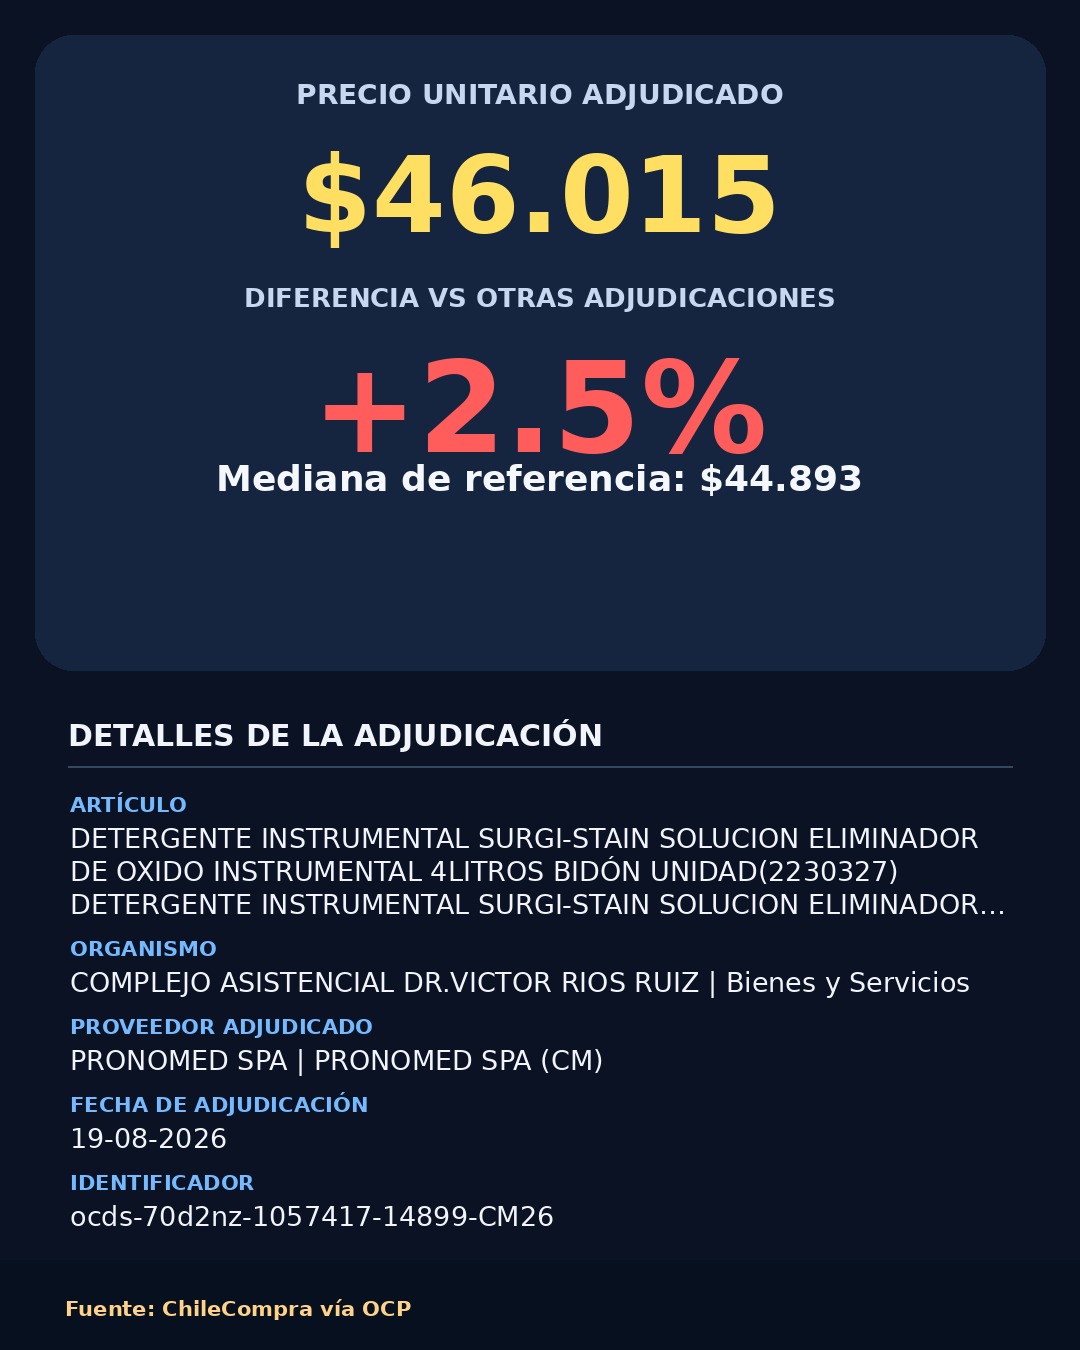 PRECIO UNITARIO ADJUDICADO
$46.015
DIFERENCIA VS OTRAS ADJUDICACIONES
+2.5%
Mediana de referencia: $44.893
DETALLES DE LA ADJUDICACIÓN
ARTÍCULO
DETERGENTE INSTRUMENTAL SURGI-STAIN SOLUCION ELIMINADOR
DE OXIDO INSTRUMENTAL 4LITROS BIDÓN UNIDAD(2230327)
DETERGENTE INSTRUMENTAL SURGI-STAIN SOLUCION ELIMINADOR...
ORGANISMO
COMPLEJO ASISTENCIAL DR.VICTOR RIOS RUIZ | Bienes y Servicios
PROVEEDOR ADJUDICADO
PRONOMED SPA | PRONOMED SPA (CM)
FECHA DE ADJUDICACIÓN
19-08-2026
IDENTIFICADOR
ocds-70d2nz-1057417-14899-CM26
Fuente: ChileCompra vía OCP